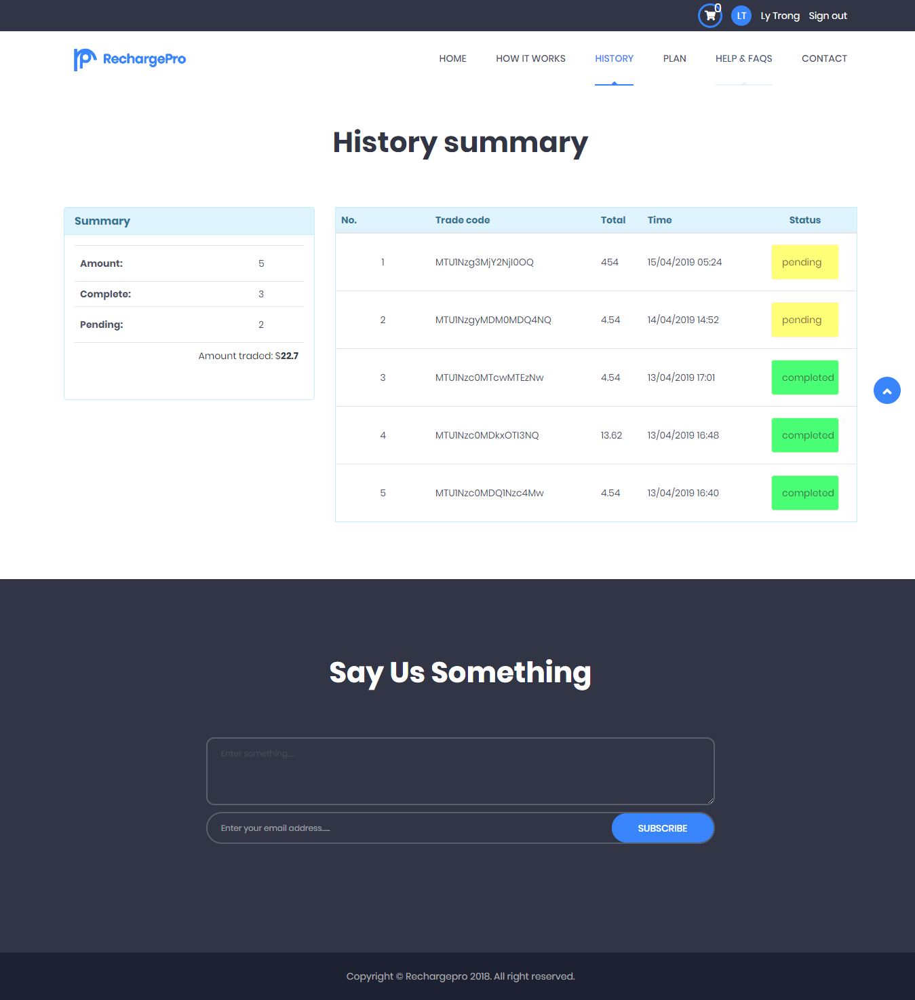 0
LT Ly Trong Sign out
RechargePro HOME HOW IT WORKS HISTORY PLAN HELP & FAQS CONTACT
History summary
Summary
Amount: 5
Complete: 3
Pending: 2
Amount traded: $22.7
No. Trade code Total Time Status
1 MTU1Nzg3MjY2NjI0OQ 454 15/04/2019 05:24 pending
2 MTU1NzgyMDM0MDQ4NQ 4.54 14/04/2019 14:52 pending
3 MTU1Nzc0MTcwMTEzNw 4.54 13/04/2019 17:01 completed
4 MTU1Nzc0MDkxOTI3NQ 13.62 13/04/2019 16:48 completed
5 MTU1Nzc0MDQ1Nzc4Mw 4.54 13/04/2019 16:40 completed
Say Us Something
Enter something.....
Enter your email address.....
SUBSCRIBE
Copyright © Rechargepro 2018. All right reserved.